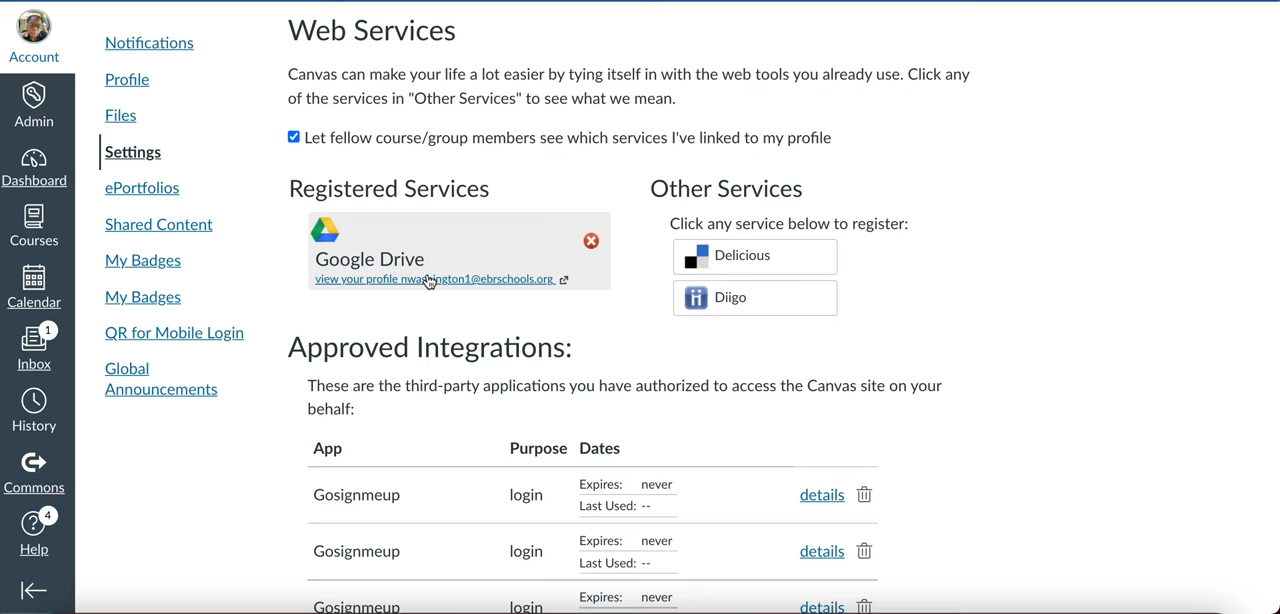 Account
Admin
Dashboard
Courses
Calendar
1
Inbox
History
Commons
4
Help
Notifications
Profile
Files
Settings
ePortfolios
Shared Content
My Badges
My Badges
QR for Mobile Login
Global
Announcements
Web Services
Canvas can make your life a lot easier by tying itself in with the web tools you already use. Click any
of the services in "Other Services" to see what we mean.
Let fellow course/group members see which services I've linked to my profile
Registered Services
Google Drive
view your profile
Other Services
Click any service below to register:
Delicious
Diigo
Approved Integrations:
These are the third-party applications you have authorized to access the Canvas site on your
behalf:
App Purpose Dates
Gosignmeup login Expires: never details
Last Used: --
Gosignmeup login Expires: never details
Last Used: --
Gosignmeup login Expires: never details